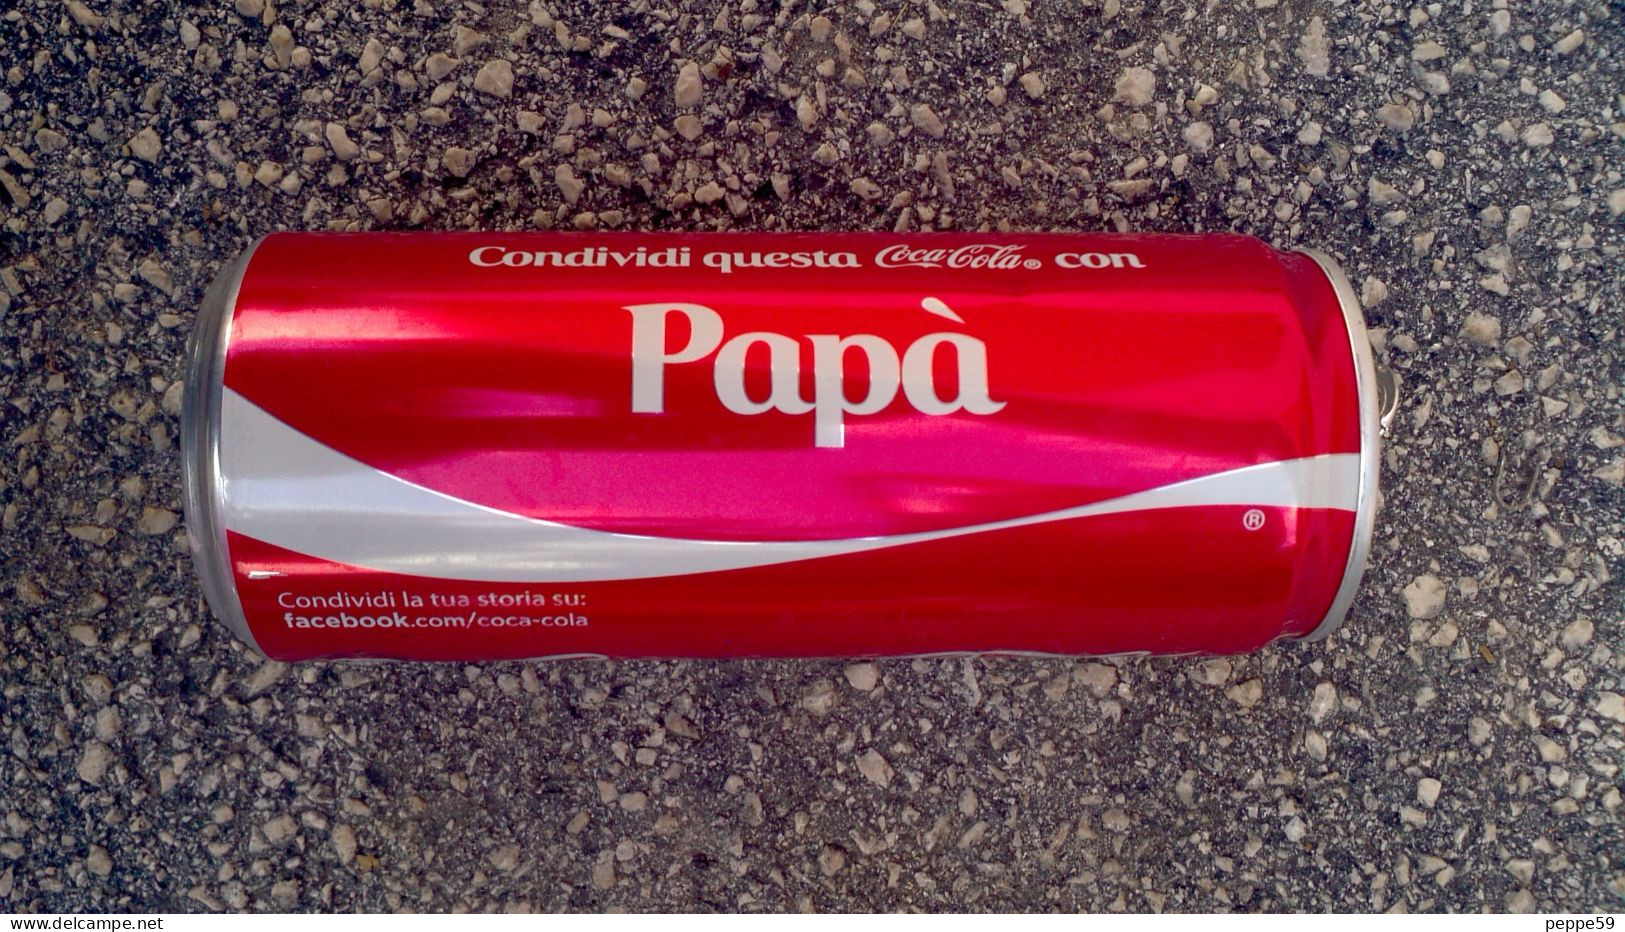 Condividi questa Coca-Cola® con
Papà
®
Condividi la tua storia su:
facebook.com/coca-cola
www.delcampe.net
peppe59